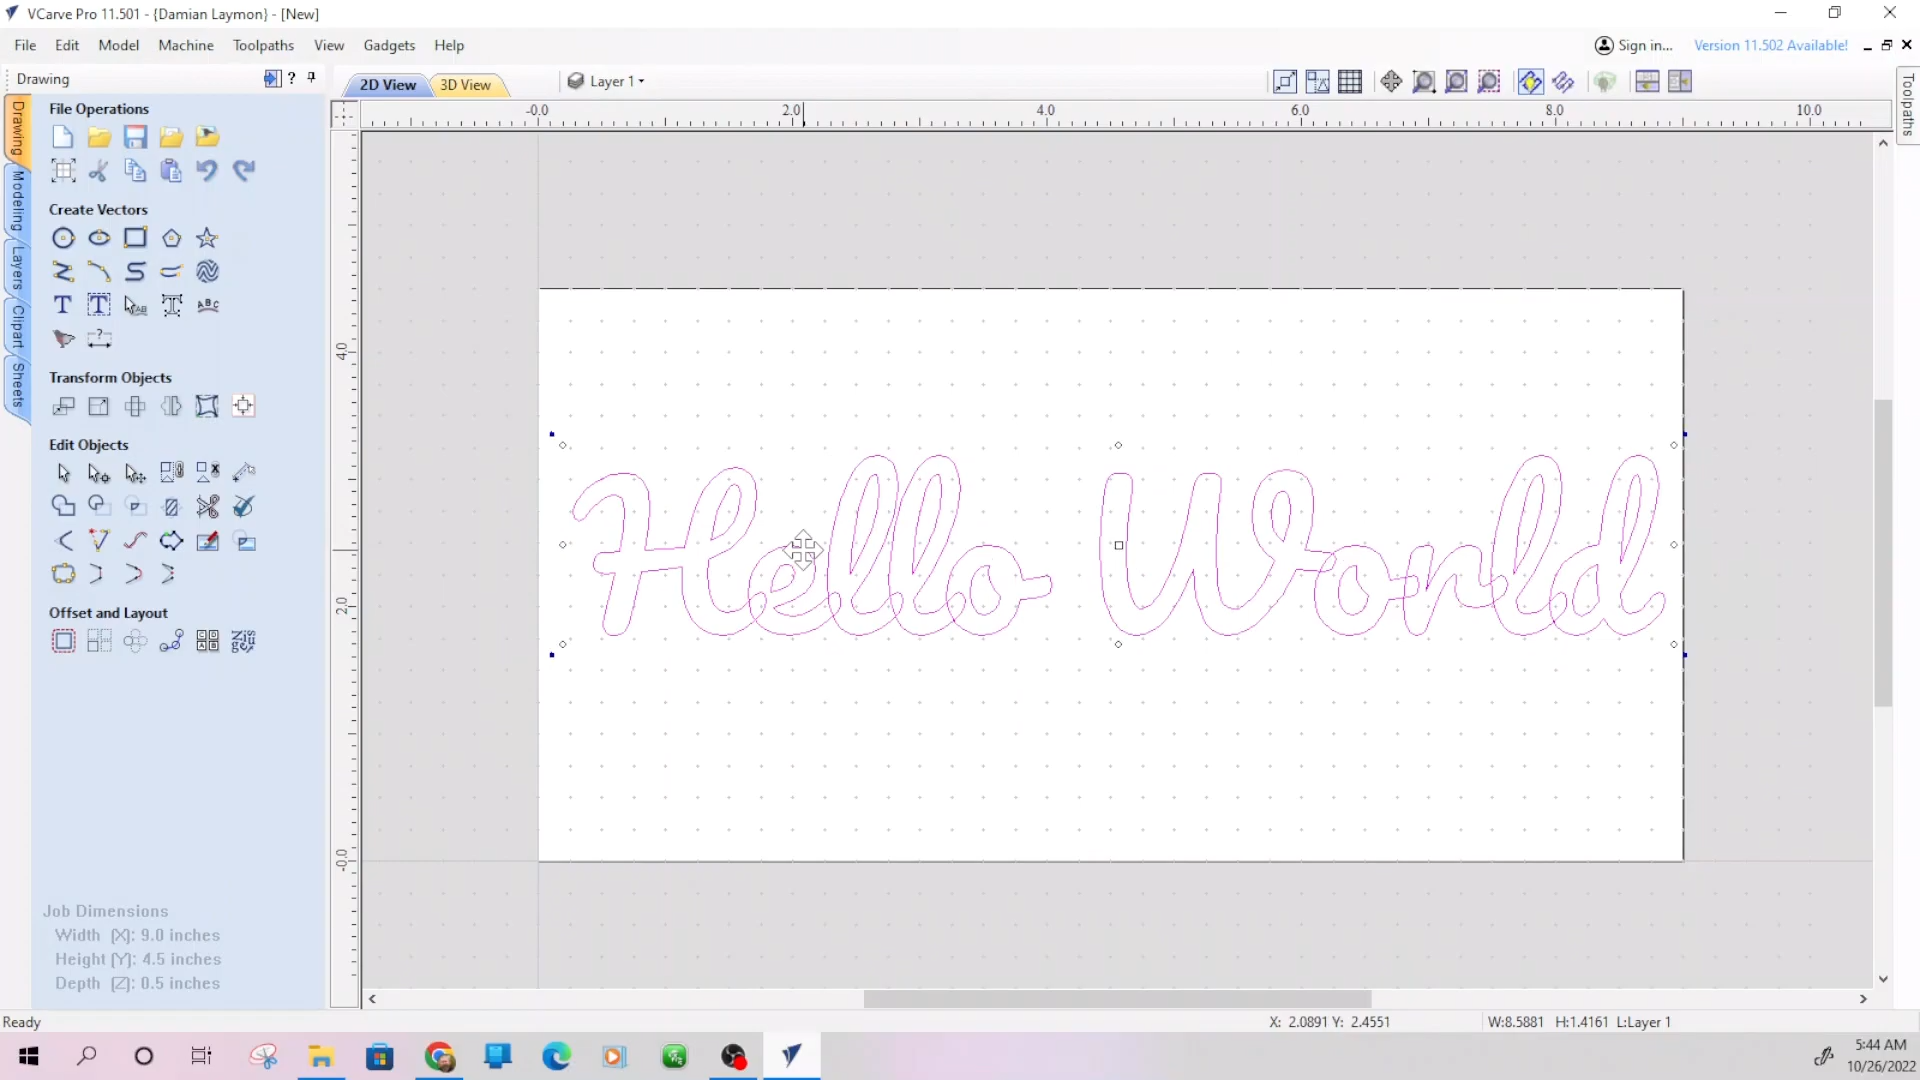 VCarve Pro 11.501 - {Damian Laymon} - [New]
File Edit Model Machine Toolpaths View Gadgets Help
Sign in... Version 11.502 Available!
Drawing ?
2D View 3D View Layer 1
Drawing
Modeling
Layers
Clipart
Sheets
Toolpaths
File Operations
Create Vectors
Transform Objects
Edit Objects
Offset and Layout
Job Dimensions
Width (X): 9.0 inches
Height (Y): 4.5 inches
Depth (Z): 0.5 inches
-0.0 2.0 4.0 6.0 8.0 10.0
4.0
2.0
-0.0
Hello World
Ready
X: 2.0891 Y: 2.4551 W:8.5881 H:1.4161 L:Layer 1
5:44 AM
10/26/2022